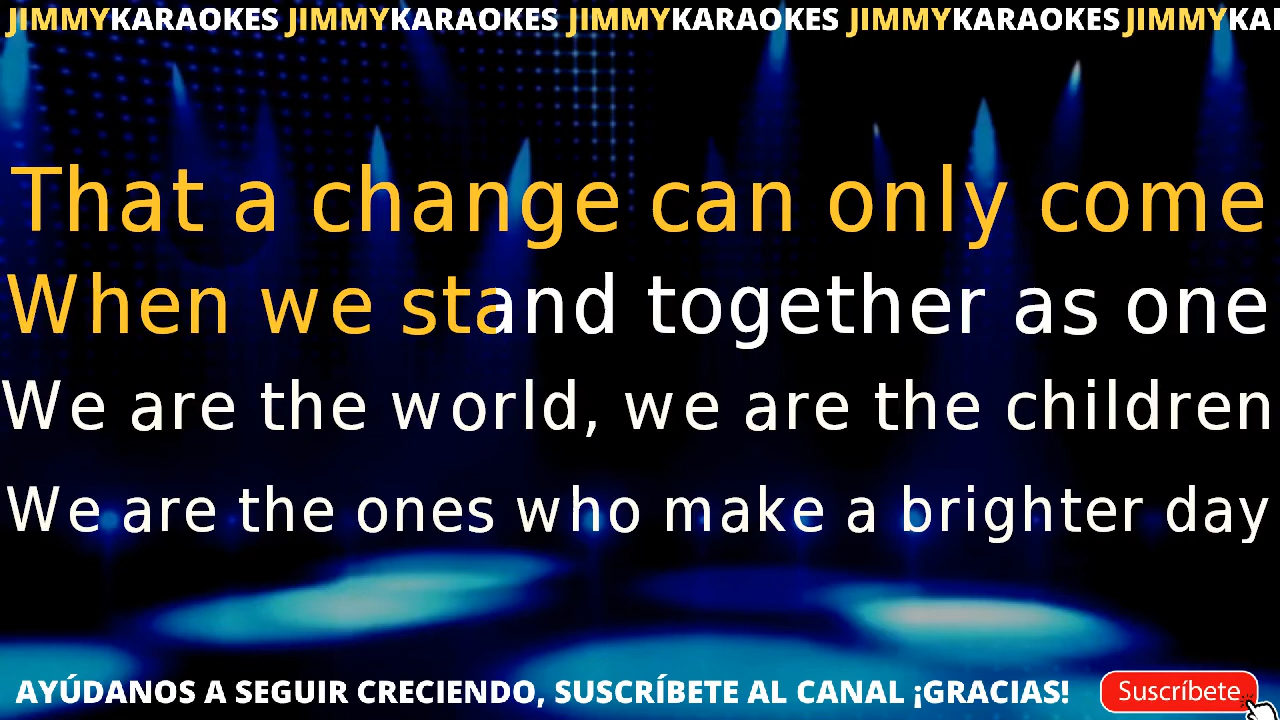 JIMMYKARAOKES JIMMYKARAOKES JIMMYKARAOKES JIMMYKARAOKES JIMMYKA
That a change can only come
When we stand together as one
We are the world, we are the children
We are the ones who make a brighter day
AYÚDANOS A SEGUIR CRECIENDO, SUSCRÍBETE AL CANAL ¡GRACIAS! Suscríbete